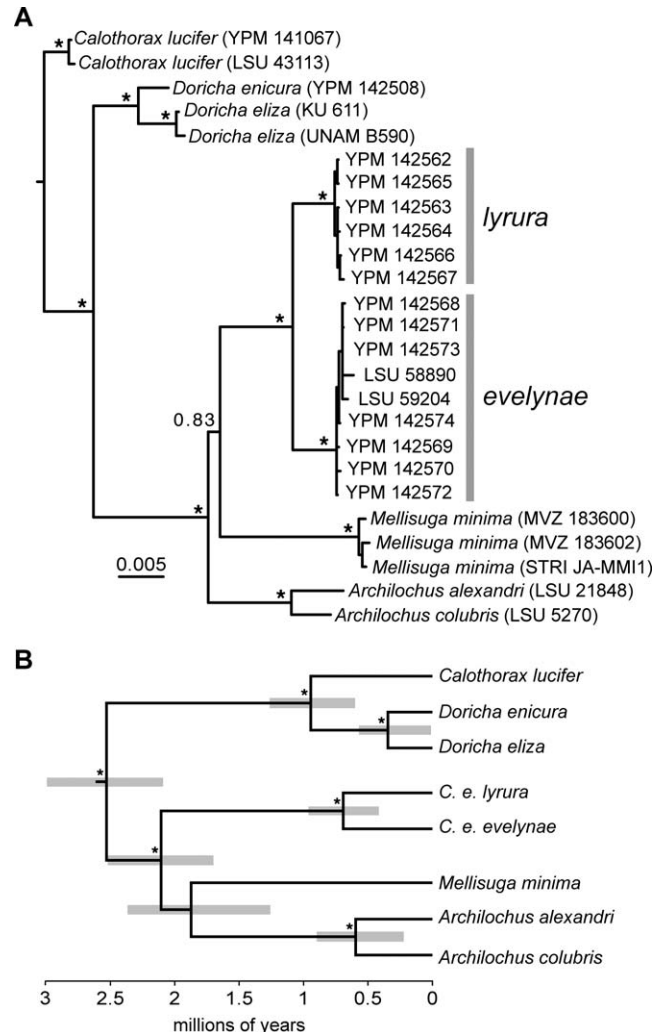 A
* Calothorax lucifer (YPM 141067)
Calothorax lucifer (LSU 43113)
* Doricha enicura (YPM 142508)
* Doricha eliza (KU 611)
Doricha eliza (UNAM B590)
YPM 142562
YPM 142565
* YPM 142563
YPM 142564
YPM 142566
YPM 142567
lyrura
*
*
YPM 142568
YPM 142571
YPM 142573
LSU 58890
LSU 59204
YPM 142574
* YPM 142569
YPM 142570
YPM 142572
evelynae
0.83
*
* Mellisuga minima (MVZ 183600)
Mellisuga minima (MVZ 183602)
Mellisuga minima (STRI JA-MMI1)
0.005
* Archilochus alexandri (LSU 21848)
Archilochus colubris (LSU 5270)
B
* Calothorax lucifer
* Doricha enicura
Doricha eliza
*
* C. e. lyrura
C. e. evelynae
*
Mellisuga minima
* Archilochus alexandri
Archilochus colubris
3 2.5 2 1.5 1 0.5 0
millions of years